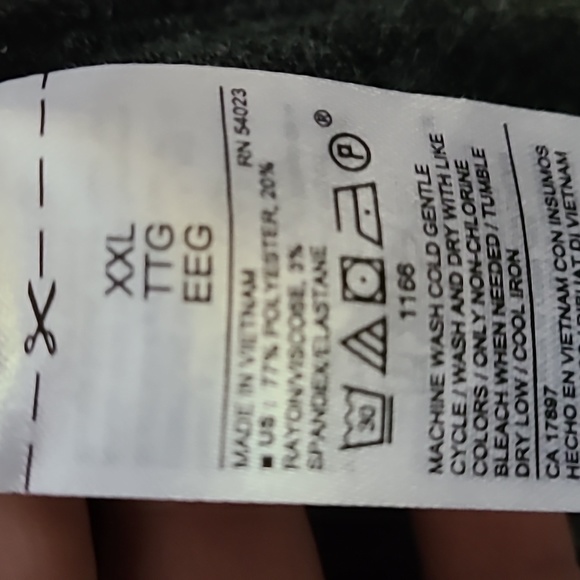 XXL
TTG
EEG
MADE IN VIETNAM RN 54023
■ US : 77% POLYESTER, 20%
RAYON/VISCOSE, 3%
SPANDEX/ELASTANE
30 P ®
1166
MACHINE WASH COLD GENTLE
CYCLE / WASH AND DRY WITH LIKE
COLORS / ONLY NON-CHLORINE
BLEACH WHEN NEEDED / TUMBLE
DRY LOW / COOL IRON
CA 17897
HECHO EN VIETNAM CON INSUMOS
DI VIETNAM